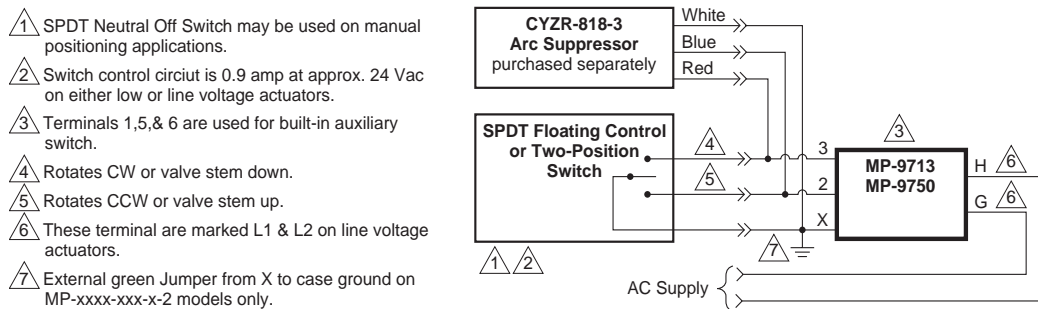 1 SPDT Neutral Off Switch may be used on manual
positioning applications.
2 Switch control circiut is 0.9 amp at approx. 24 Vac
on either low or line voltage actuators.
3 Terminals 1,5,& 6 are used for built-in auxiliary
switch.
4 Rotates CW or valve stem down.
5 Rotates CCW or valve stem up.
6 These terminal are marked L1 & L2 on line voltage
actuators.
7 External green Jumper from X to case ground on
MP-xxxx-xxx-x-2 models only.
CYZR-818-3
Arc Suppressor
purchased separately
White
Blue
Red
SPDT Floating Control
or Two-Position
Switch
4
5
7
1 2
3
3
2
X
MP-9713
MP-9750
H 6
G 6
AC Supply